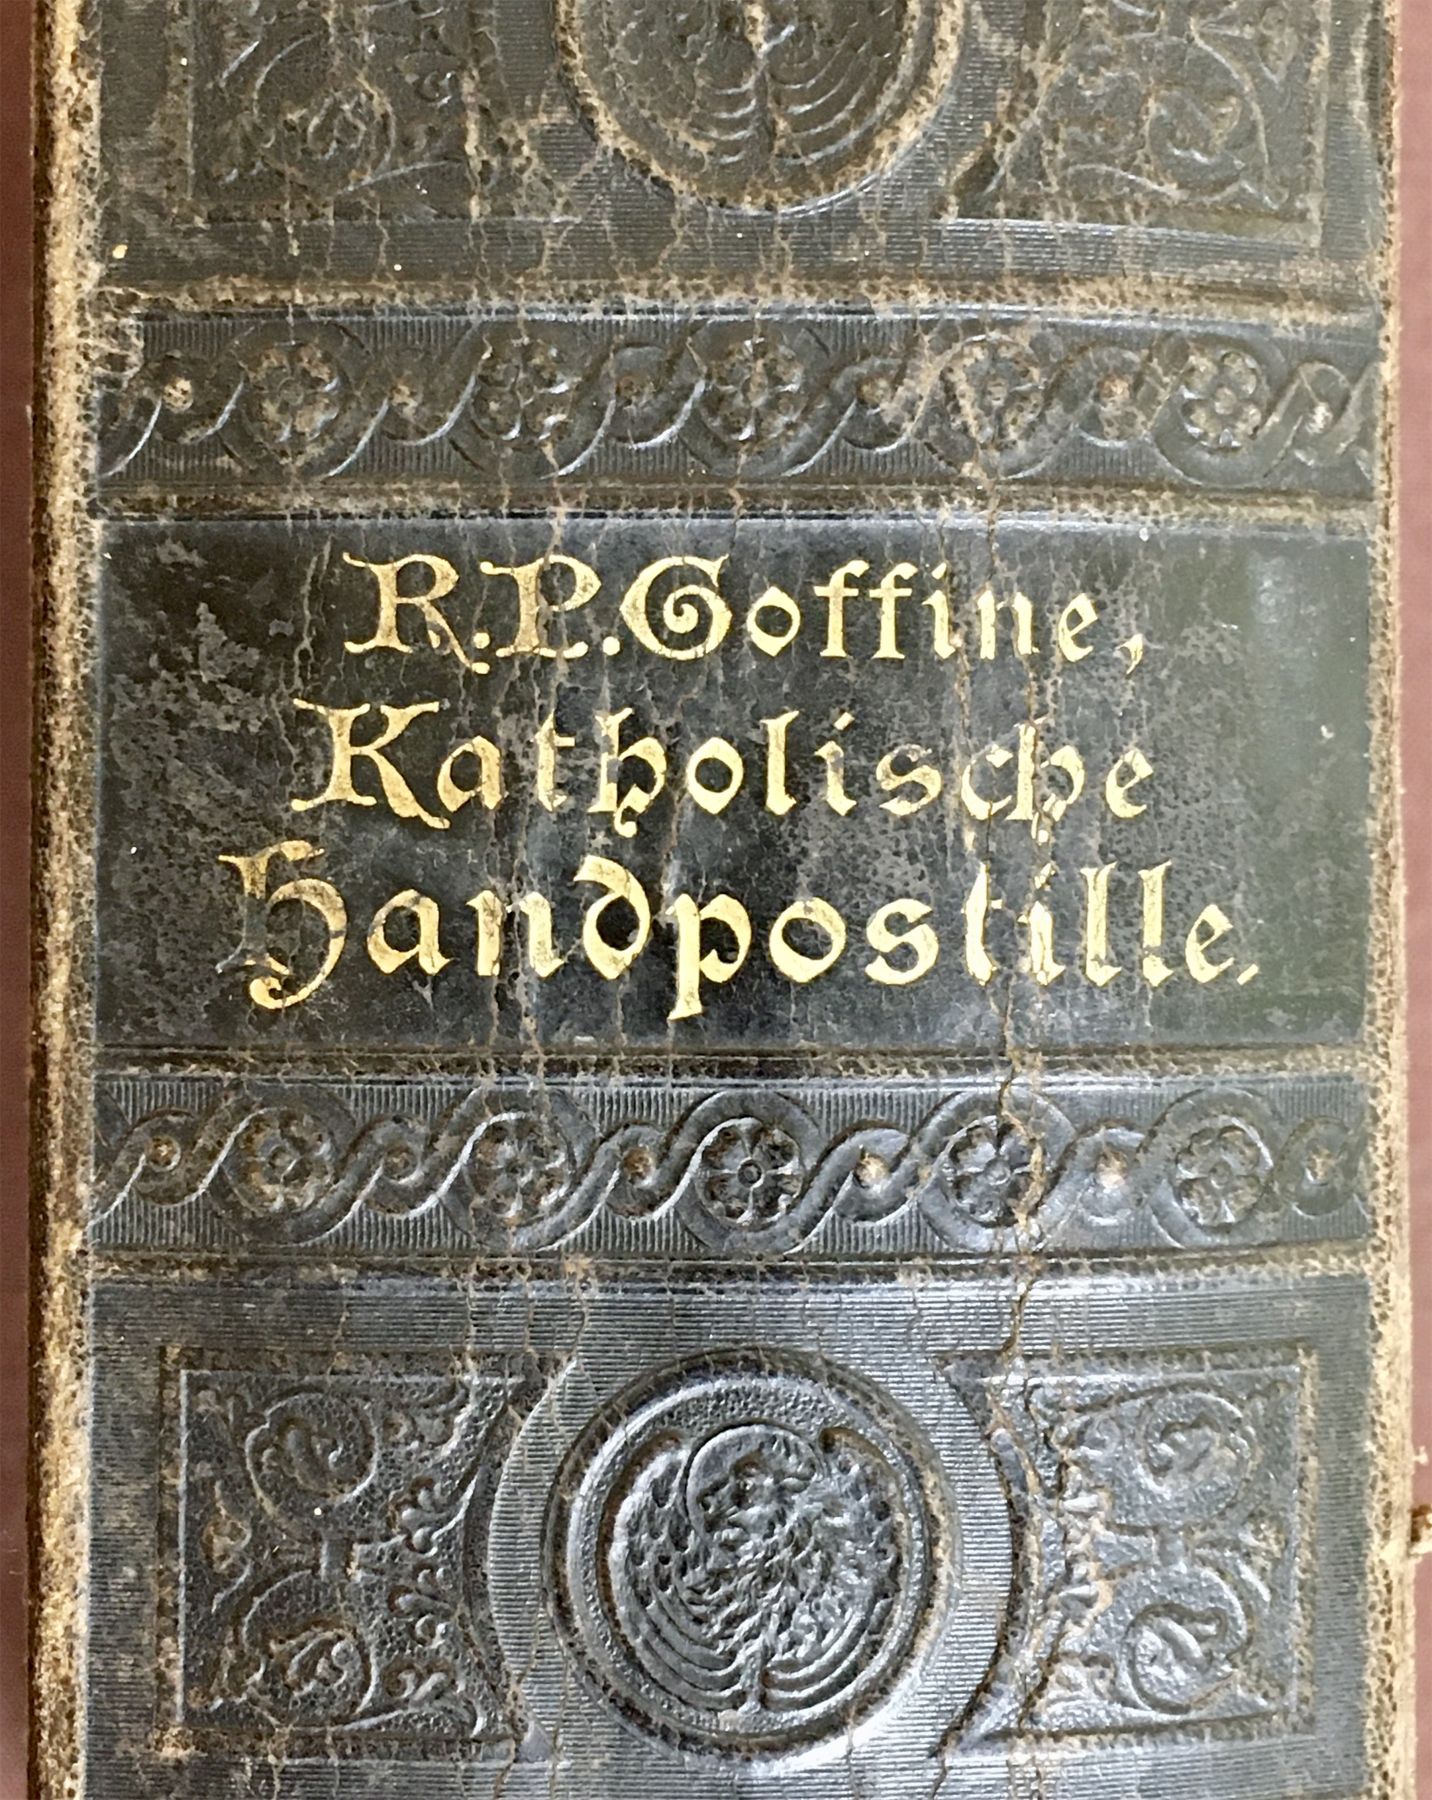 R. P. Goffine,
Katholische
Handpostille.